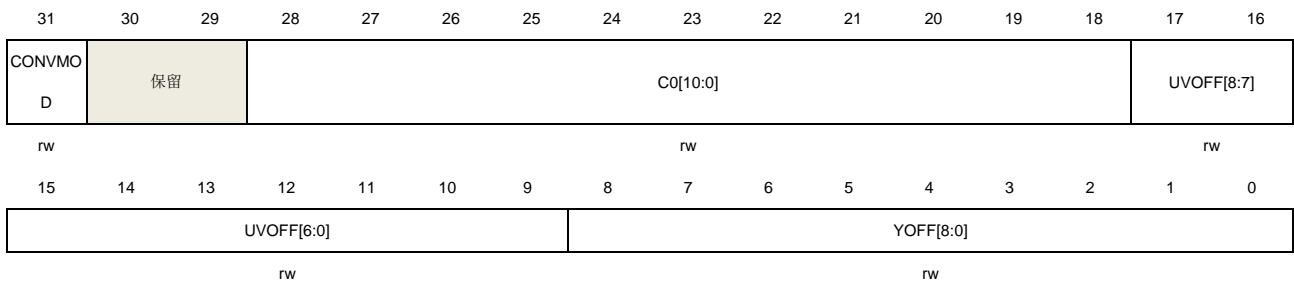 31 30 29 28 27 26 25 24 23 22 21 20 19 18 17 16
CONVMO
D
保留
C0[10:0]
UVOFF[8:7]
rw rw rw
15 14 13 12 11 10 9 8 7 6 5 4 3 2 1 0
UVOFF[6:0] YOFF[8:0]
rw rw